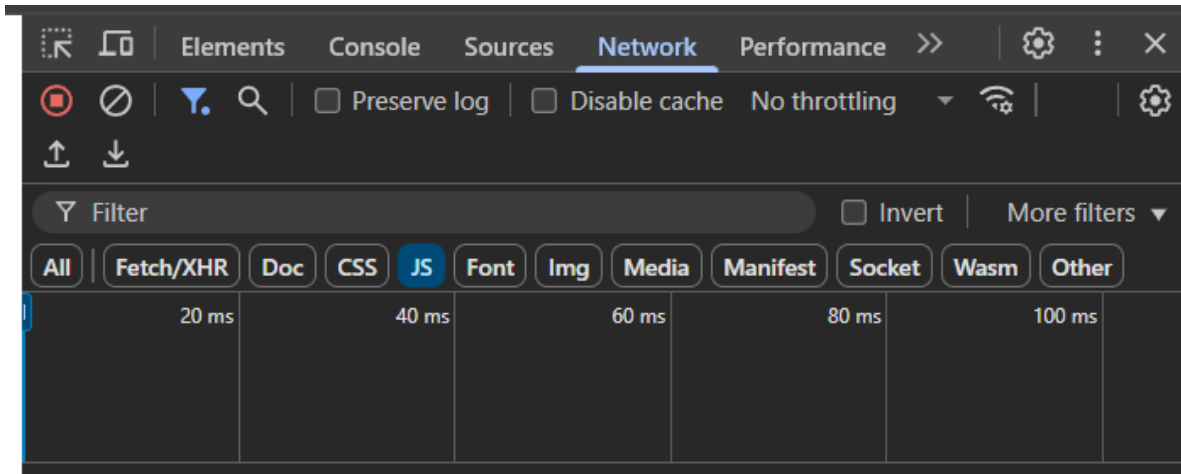 Elements Console Sources Network Performance
Preserve log Disable cache No throttling
Filter Invert More filters
All Fetch/XHR Doc CSS JS Font Img Media Manifest Socket Wasm Other
20 ms 40 ms 60 ms 80 ms 100 ms